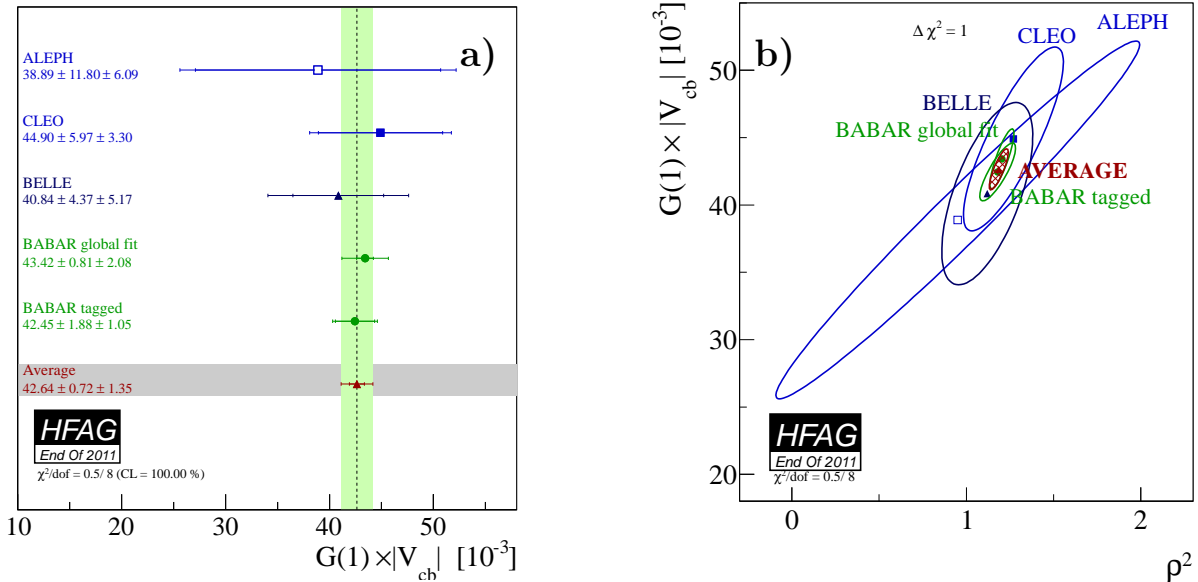 a)
ALEPH
38.89 ± 11.80 ± 6.09
CLEO
44.90 ± 5.97 ± 3.30
BELLE
40.84 ± 4.37 ± 5.17
BABAR global fit
43.42 ± 0.81 ± 2.08
BABAR tagged
42.45 ± 1.88 ± 1.05
Average
42.64 ± 0.72 ± 1.35
HFAG
End Of 2011
χ²/dof = 0.5/ 8 (CL = 100.00 %)
10 20 30 40 50
G(1) ×|V_cb| [10⁻³]
b)
Δ χ² = 1
ALEPH
CLEO
BELLE
BABAR global fit
AVERAGE
BABAR tagged
HFAG
End Of 2011
χ²/dof = 0.5/ 8
G(1) × |V_cb| [10⁻³]
50
40
30
20
0 1 2
ρ²